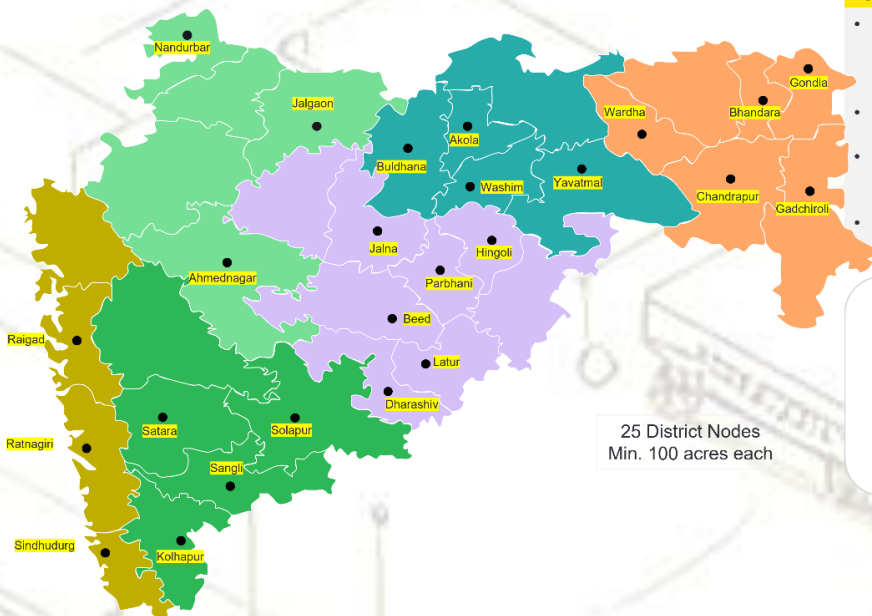 Nandurbar
Jalgaon
Ahmednagar
Buldhana
Akola
Washim
Yavatmal
Wardha
Bhandara
Gondia
Chandrapur
Gadchiroli
Jalna
Hingoli
Parbhani
Beed
Latur
Dharashiv
Raigad
Ratnagiri
Sindhudurg
Satara
Solapur
Sangli
Kolhapur
25 District Nodes
Min. 100 acres each